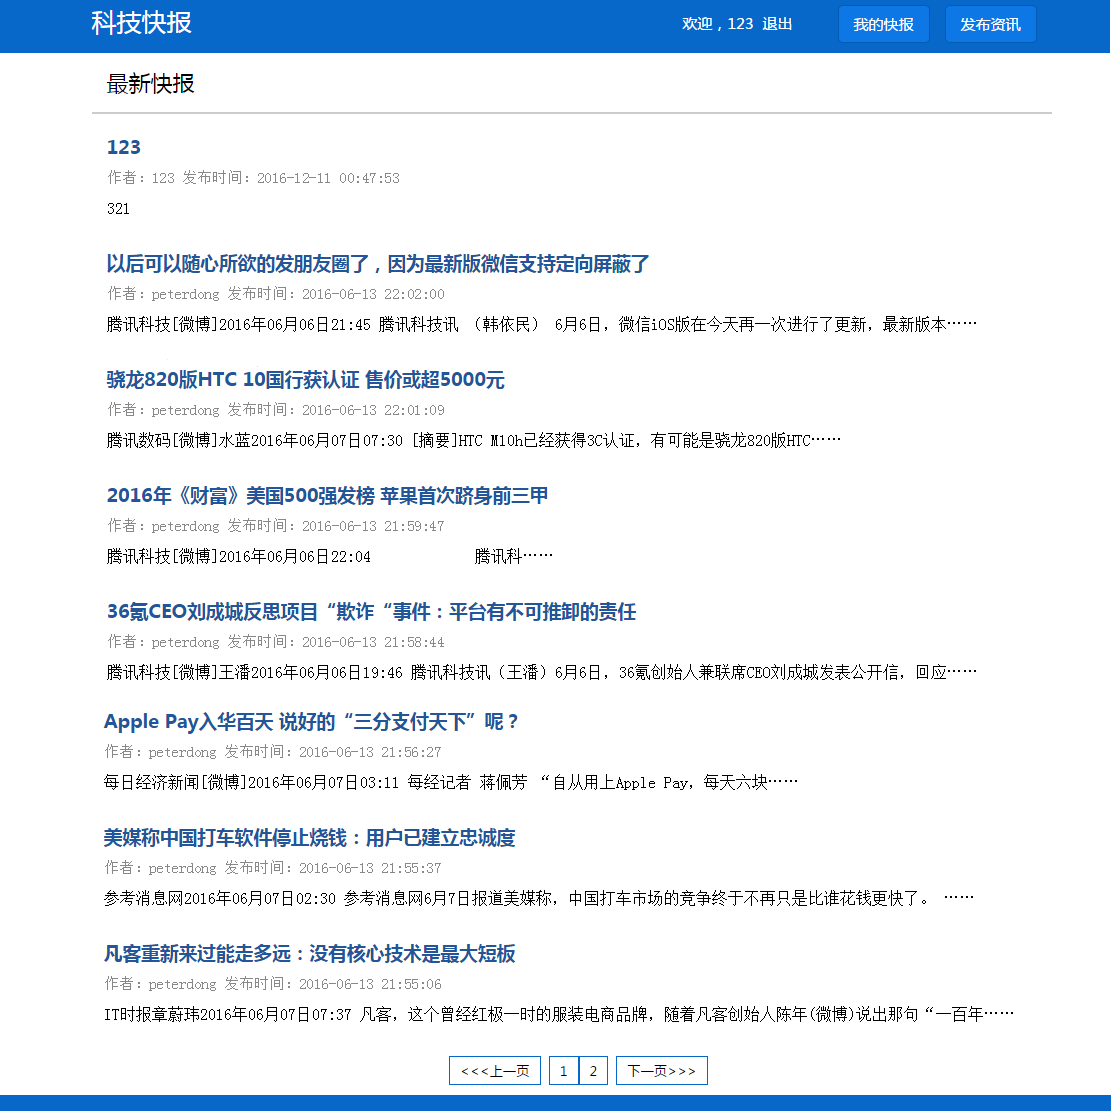 科技快报
欢迎，123 退出
我的快报
发布资讯
最新快报
123
作者：123 发布时间：2016-12-11 00:47:53
321
以后可以随心所欲的发朋友圈了，因为最新版微信支持定向屏蔽了
作者：peterdong 发布时间：2016-06-13 22:02:00
腾讯科技[微博]2016年06月06日21:45 腾讯科技讯 （韩依民） 6月6日，微信iOS版在今天再一次进行了更新，最新版本……
骁龙820版HTC 10国行获认证 售价或超5000元
作者：peterdong 发布时间：2016-06-13 22:01:09
腾讯数码[微博]水蓝2016年06月07日07:30 [摘要]HTC M10h已经获得3C认证，有可能是骁龙820版HTC……
2016年《财富》美国500强发榜 苹果首次跻身前三甲
作者：peterdong 发布时间：2016-06-13 21:59:47
腾讯科技[微博]2016年06月06日22:04 腾讯科……
36氪CEO刘成城反思项目“欺诈“事件：平台有不可推卸的责任
作者：peterdong 发布时间：2016-06-13 21:58:44
腾讯科技[微博]王潘2016年06月06日19:46 腾讯科技讯（王潘）6月6日，36氪创始人兼联席CEO刘成城发表公开信，回应……
Apple Pay入华百天 说好的“三分支付天下”呢？
作者：peterdong 发布时间：2016-06-13 21:56:27
每日经济新闻[微博]2016年06月07日03:11 每经记者 蒋佩芳 “自从用上Apple Pay，每天六块……
美媒称中国打车软件停止烧钱：用户已建立忠诚度
作者：peterdong 发布时间：2016-06-13 21:55:37
参考消息网2016年06月07日02:30 参考消息网6月7日报道美媒称，中国打车市场的竞争终于不再只是比谁花钱更快了。 ……
凡客重新来过能走多远：没有核心技术是最大短板
作者：peterdong 发布时间：2016-06-13 21:55:06
IT时报章蔚玮2016年06月07日07:37 凡客，这个曾经红极一时的服装电商品牌，随着凡客创始人陈年(微博)说出那句“一百年……
<<<上一页 1 2 下一页>>>